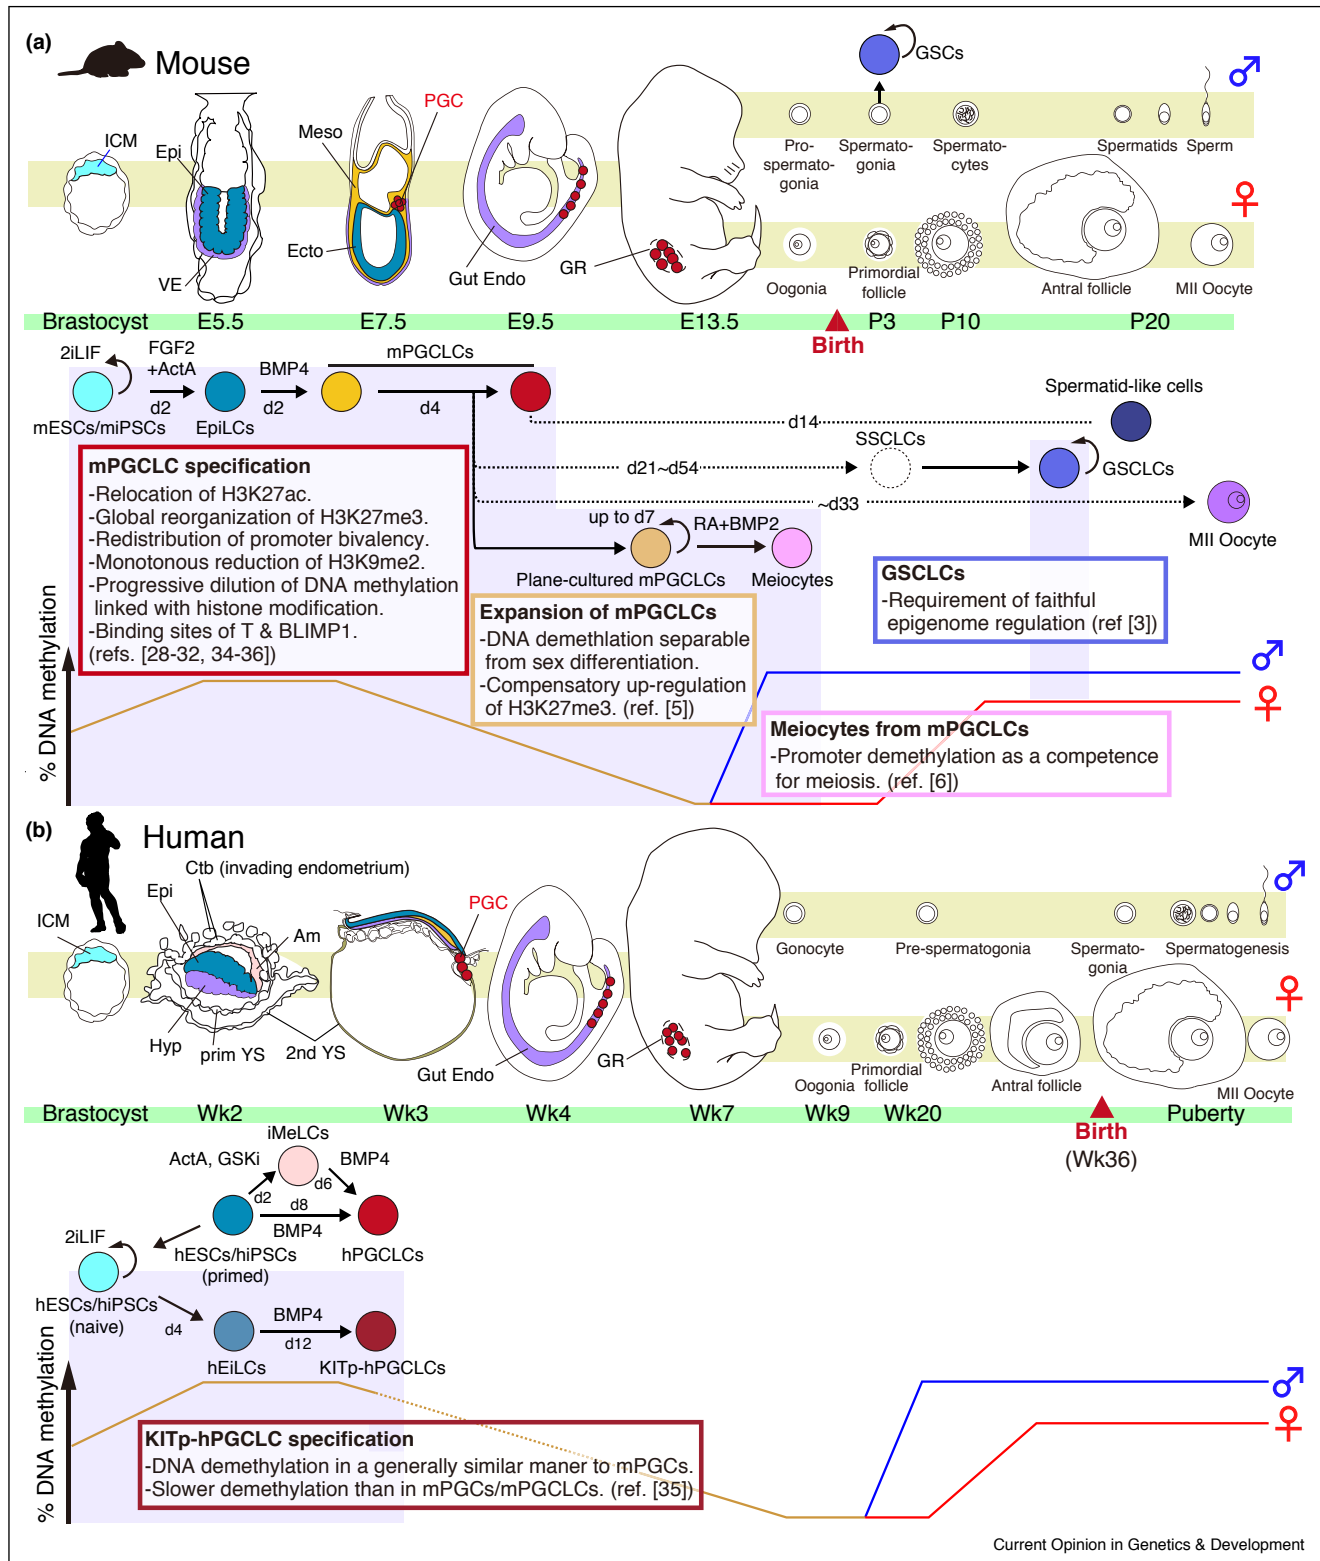 (a)
Mouse
GSCs
♂
ICM
Epi
VE
Meso
PGC
Ecto
Gut Endo
GR
Pro-
spermato-
gonia
Spermato-
gonia
Spermato-
cytes
Spermatids
Sperm
♀
Oogonia
Primordial
follicle
Antral follicle
MII Oocyte
Brastocyst
E5.5
E7.5
E9.5
E13.5
P3
P10
P20
Birth
2iLIF
FGF2
+ActA
BMP4
mPGCLCs
d2
d2
d4
mESCs/miPSCs
EpiLCs
Spermatid-like cells
d14
SSCLCs
d21~d54
GSCLCs
~d33
MII Oocyte
up to d7
RA+BMP2
Plane-cultured mPGCLCs
Meiocytes
mPGCLC specification
-Relocation of H3K27ac.
-Global reorganization of H3K27me3.
-Redistribution of promoter bivalency.
-Monotonous reduction of H3K9me2.
-Progressive dilution of DNA methylation
linked with histone modification.
-Binding sites of T & BLIMP1.
(refs. [28-32, 34-36])
Expansion of mPGCLCs
-DNA demethlation separable
from sex differentiation.
-Compensatory up-regulation
of H3K27me3. (ref. [5])
GSCLCs
-Requirement of faithful
epigenome regulation (ref [3])
Meiocytes from mPGCLCs
-Promoter demethylation as a competence
for meiosis. (ref. [6])
% DNA methylation
♂
♀
(b)
Human
Ctb (invading endometrium)
Epi
ICM
Am
Hyp
prim YS
2nd YS
PGC
Gut Endo
GR
♂
Gonocyte
Pre-spermatogonia
Spermato-
gonia
Spermatogenesis
♀
Oogonia
Primordial
follicle
Antral follicle
MII Oocyte
Brastocyst
Wk2
Wk3
Wk4
Wk7
Wk9
Wk20
Puberty
Birth
(Wk36)
iMeLCs
ActA, GSKi
BMP4
d2
d6
d8
BMP4
2iLIF
hESCs/hiPSCs
(primed)
hPGCLCs
hESCs/hiPSCs
(naive)
d4
BMP4
d12
hEiLCs
KITp-hPGCLCs
% DNA methylation
KITp-hPGCLC specification
-DNA demethylation in a generally similar maner to mPGCs.
-Slower demethylation than in mPGCs/mPGCLCs. (ref. [35])
♂
♀
Current Opinion in Genetics & Development